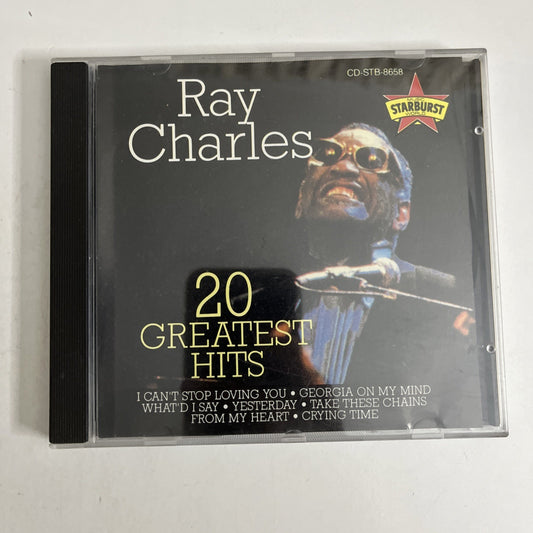 CD-STB-8658
Ray
Charles
STARBURST
20
GREATEST
HITS
I CAN'T STOP LOVING YOU • GEORGIA ON MY MIND
WHAT'D I SAY • YESTERDAY • TAKE THESE CHAINS
FROM MY HEART • CRYING TIME